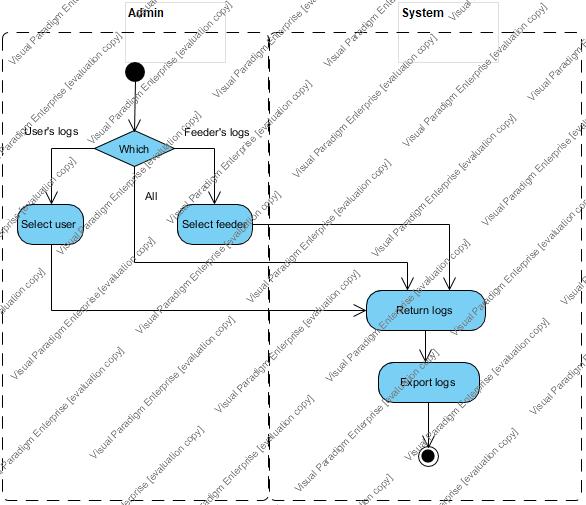 Admin
System
User's logs
Feeder's logs
Which
All
Select user
Select feeder
Return logs
Export logs
Visual Paradigm Enterprise [evaluation copy]